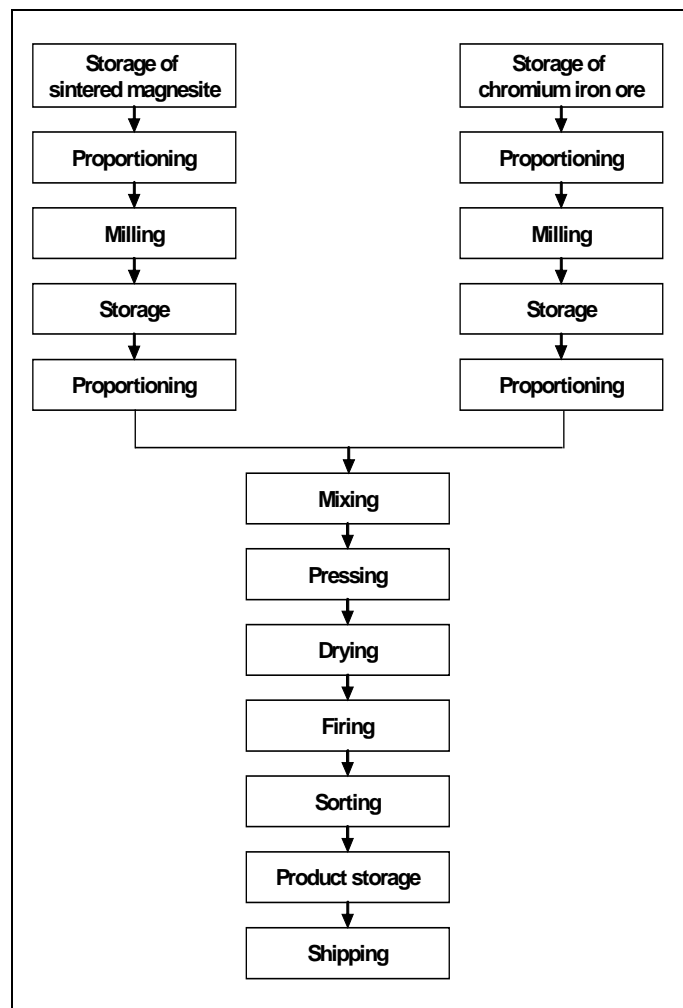 Storage of
sintered magnesite
Proportioning
Milling
Storage
Proportioning
Storage of
chromium iron ore
Proportioning
Milling
Storage
Proportioning
Mixing
Pressing
Drying
Firing
Sorting
Product storage
Shipping